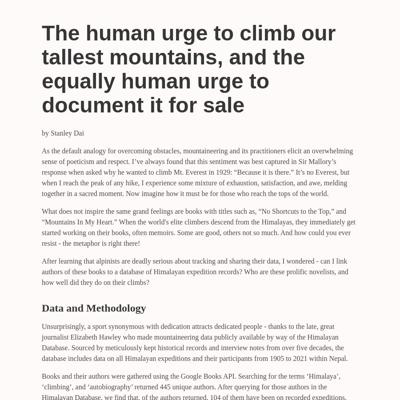 The human urge to climb our
tallest mountains, and the
equally human urge to
document it for sale
by Stanley Dai
As the default analogy for overcoming obstacles, mountaineering and its practitioners elicit an overwhelming
sense of poeticism and respect. I've always found that this sentiment was best captured in Sir Mallory's
response when asked why he wanted to climb Mt. Everest in 1929: “Because it is there.” It's no Everest, but
when I reach the peak of any hike, I experience some mixture of exhaustion, satisfaction, and awe, melding
together in a sacred moment. Now imagine how it must be for those who reach the tops of the world.
What does not inspire the same grand feelings are books with titles such as, “No Shortcuts to the Top,” and
“Mountains In My Heart.” When the world's elite climbers descend from the Himalayas, they immediately get
started working on their books, often memoirs. Some are good, others not so much. And how could you ever
resist - the metaphor is right there!
After learning that alpinists are deadly serious about tracking and sharing their data, I wondered - can I link
authors of these books to a database of Himalayan expedition records? Who are these prolific novelists, and
how well did they do on their climbs?
Data and Methodology
Unsurprisingly, a sport synonymous with dedication attracts dedicated people - thanks to the late, great
journalist Elizabeth Hawley who made mountaineering data publicly available by way of the Himalayan
Database. Sourced by meticulously kept historical records and interview notes from over five decades, the
database includes data on all Himalayan expeditions and their participants from 1905 to 2021 within Nepal.
Books and their authors were gathered using the Google Books API. Searching for the terms ‘Himalaya’,
‘climbing’, and ‘autobiography’ returned 445 unique authors. After querying for those authors in the
Himalayan Database, we find that, of the authors returned, 104 of them have been on recorded expeditions.